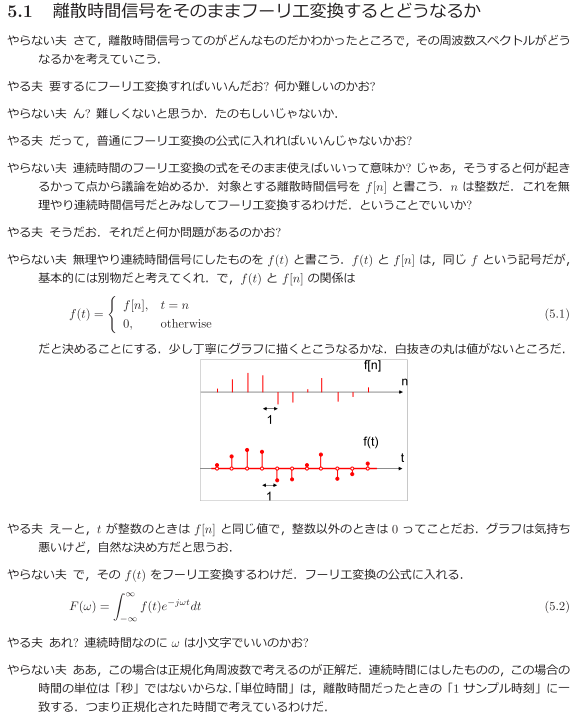 5.1 離散時間信号をそのままフーリエ変換するとどうなるか
やらない夫 さて，離散時間信号ってのがどんなものだかわかったところで，その周波数スペクトルがどう
なるかを考えていこう．
やる夫 要するにフーリエ変換すればいいんだお? 何か難しいのかお?
やらない夫 ん? 難しくないと思うか．たのもしいじゃないか．
やる夫 だって，普通にフーリエ変換の公式に入れればいいんじゃないかお?
やらない夫 連続時間のフーリエ変換の式をそのまま使えばいいって意味か? じゃあ，そうすると何が起き
るかって点から議論を始めるか．対象とする離散時間信号を f[n] と書こう．n は整数だ．これを無
理やり連続時間信号だとみなしてフーリエ変換するわけだ．ということでいいか?
やる夫 そうだお．それだと何か問題があるのかお?
やらない夫 無理やり連続時間信号にしたものを f(t) と書こう．f(t) と f[n] は，同じ f という記号だが，
基本的には別物だと考えてくれ．で，f(t) と f[n] の関係は
f(t) = { f[n], t = n
0, otherwise (5.1)
だと決めることにする．少し丁寧にグラフに描くとこうなるかな．白抜きの丸は値がないところだ．
f[n]
n
1
f(t)
t
1
やる夫 えーと，t が整数のときは f[n] と同じ値で，整数以外のときは 0 ってことだお．グラフは気持ち
悪いけど，自然な決め方だと思うお．
やらない夫 で，その f(t) をフーリエ変換するわけだ．フーリエ変換の公式に入れる．
F(ω) = ∫_{-∞}^{∞} f(t)e^{-jωt}dt (5.2)
やる夫 あれ? 連続時間なのに ω は小文字でいいのかお?
やらない夫 ああ，この場合は正規化角周波数で考えるのが正解だ．連続時間にはしたものの，この場合の
時間の単位は「秒」ではないからな．「単位時間」は，離散時間だったときの「1 サンプル時刻」に一
致する．つまり正規化された時間で考えているわけだ．